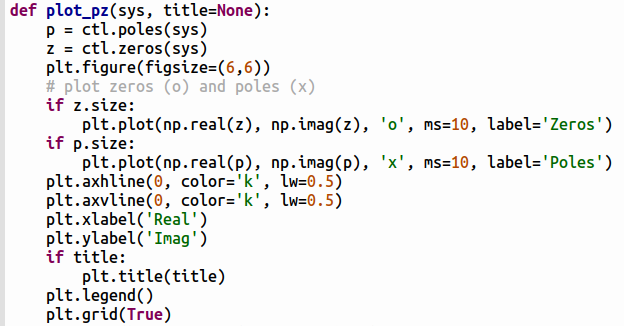 def plot_pz(sys, title=None):
    p = ctl.poles(sys)
    z = ctl.zeros(sys)
    plt.figure(figsize=(6,6))
    # plot zeros (o) and poles (x)
    if z.size:
        plt.plot(np.real(z), np.imag(z), 'o', ms=10, label='Zeros')
    if p.size:
        plt.plot(np.real(p), np.imag(p), 'x', ms=10, label='Poles')
    plt.axhline(0, color='k', lw=0.5)
    plt.axvline(0, color='k', lw=0.5)
    plt.xlabel('Real')
    plt.ylabel('Imag')
    if title:
        plt.title(title)
    plt.legend()
    plt.grid(True)